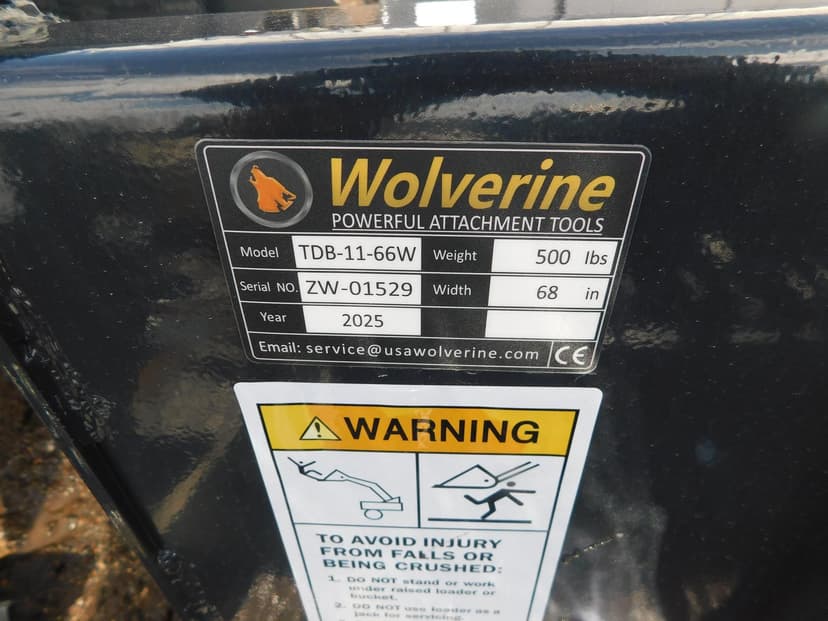 Wolverine
POWERFUL ATTACHMENT TOOLS
Model TDB-11-66W Weight 500 lbs
Serial NO. ZW-01529 Width 68 in
Year 2025
Email: service@usawolverine.com CE
WARNING
TO AVOID INJURY
FROM FALLS OR
BEING CRUSHED:
1. DO NOT stand or work
under raised loader or
bucket.
2. DO NOT use loader as a
jack for servicing.